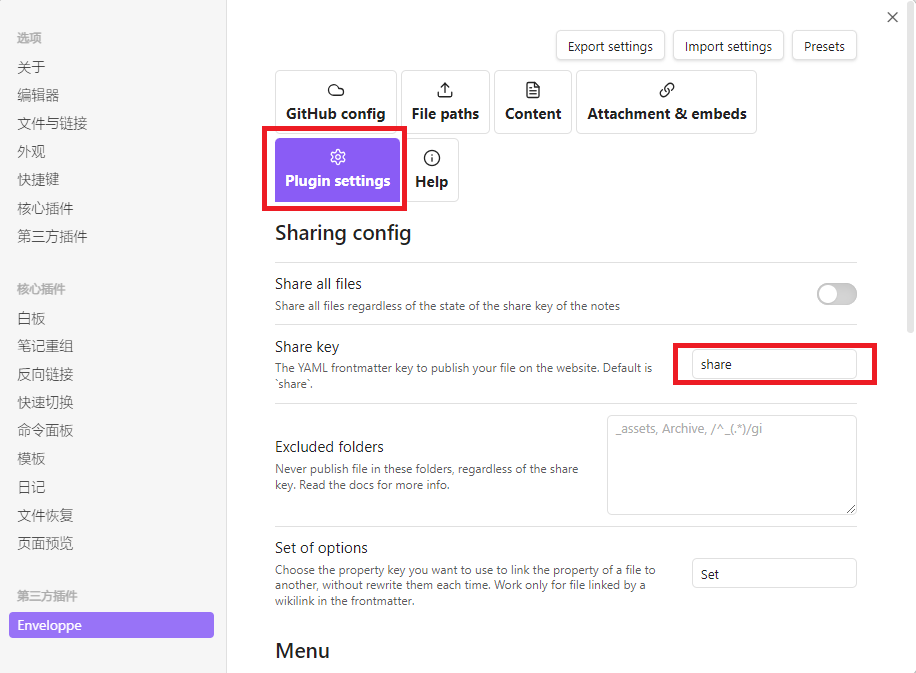 选项
关于
编辑器
文件与链接
外观
快捷键
核心插件
第三方插件
核心插件
白板
笔记重组
反向链接
快速切换
命令面板
模板
日记
文件恢复
页面预览
第三方插件
Enveloppe
Export settings
Import settings
Presets
GitHub config
File paths
Content
Attachment & embeds
Plugin settings
Help
Sharing config
Share all files
Share all files regardless of the state of the share key of the notes
Share key
The YAML frontmatter key to publish your file on the website. Default is
`share`.
share
Excluded folders
Never publish file in these folders, regardless of the share
key. Read the docs for more info.
_assets, Archive, /^_(.*)/gi
Set of options
Choose the property key you want to use to link the property of a file to
another, without rewrite them each time. Work only for file linked by a
wikilink in the frontmatter.
Set
Menu